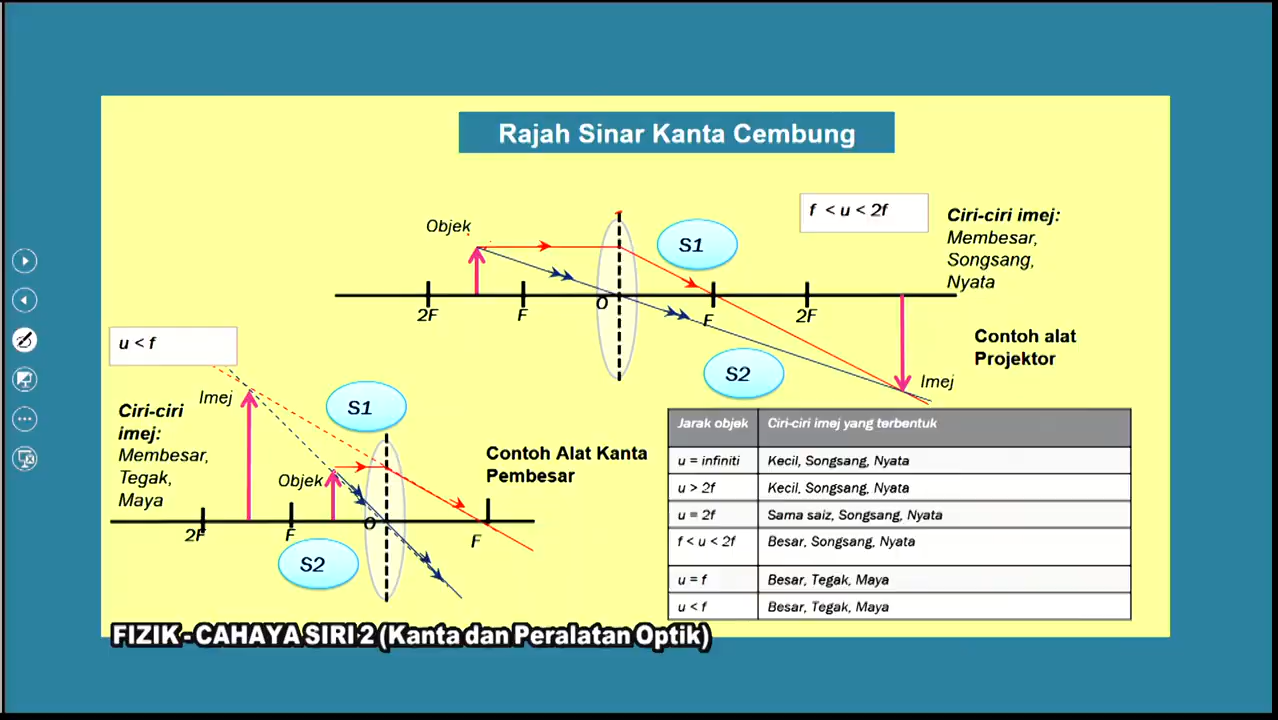 Rajah Sinar Kanta Cembung
f < u < 2f
Ciri-ciri imej:
Membesar,
Songsang,
Nyata
Objek
S1
2F
F
O
F
2F
S2
Imej
Contoh alat
Projektor
u < f
Imej
S1
Ciri-ciri
imej:
Membesar,
Tegak,
Maya
Objek
Contoh Alat Kanta
Pembesar
2F
F
O
F
S2
Jarak objek Ciri-ciri imej yang terbentuk
u = infiniti Kecil, Songsang, Nyata
u > 2f Kecil, Songsang, Nyata
u = 2f Sama saiz, Songsang, Nyata
f < u < 2f Besar, Songsang, Nyata
u = f Besar, Tegak, Maya
u < f Besar, Tegak, Maya
FIZIK - CAHAYA SIRI 2 (Kanta dan Peralatan Optik)